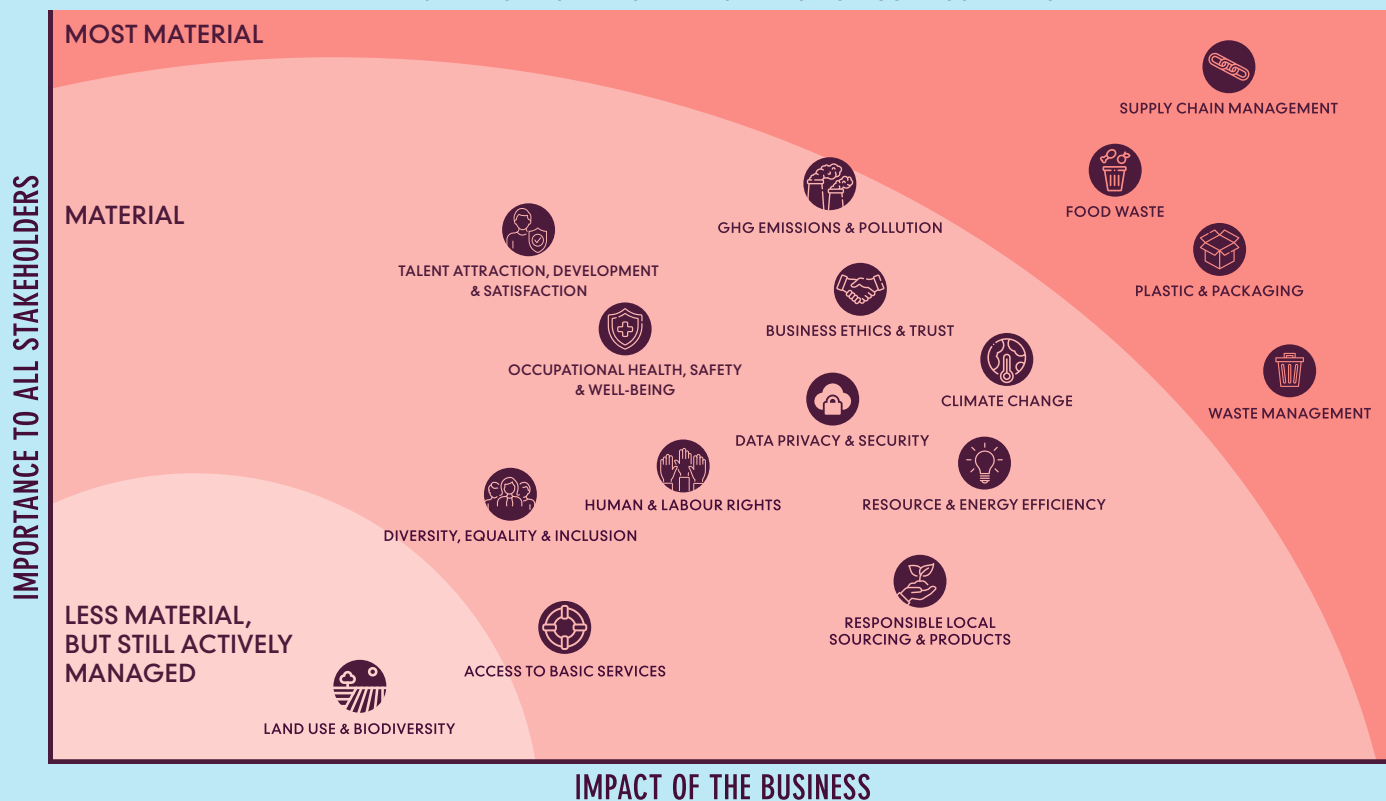 MOST MATERIAL
SUPPLY CHAIN MANAGEMENT
FOOD WASTE
MATERIAL
GHG EMISSIONS & POLLUTION
TALENT ATTRACTION, DEVELOPMENT
& SATISFACTION
PLASTIC & PACKAGING
BUSINESS ETHICS & TRUST
OCCUPATIONAL HEALTH, SAFETY
& WELL-BEING
CLIMATE CHANGE
WASTE MANAGEMENT
DATA PRIVACY & SECURITY
HUMAN & LABOUR RIGHTS
RESOURCE & ENERGY EFFICIENCY
DIVERSITY, EQUALITY & INCLUSION
LESS MATERIAL,
BUT STILL ACTIVELY
MANAGED
RESPONSIBLE LOCAL
SOURCING & PRODUCTS
ACCESS TO BASIC SERVICES
LAND USE & BIODIVERSITY
IMPORTANCE TO ALL STAKEHOLDERS
IMPACT OF THE BUSINESS